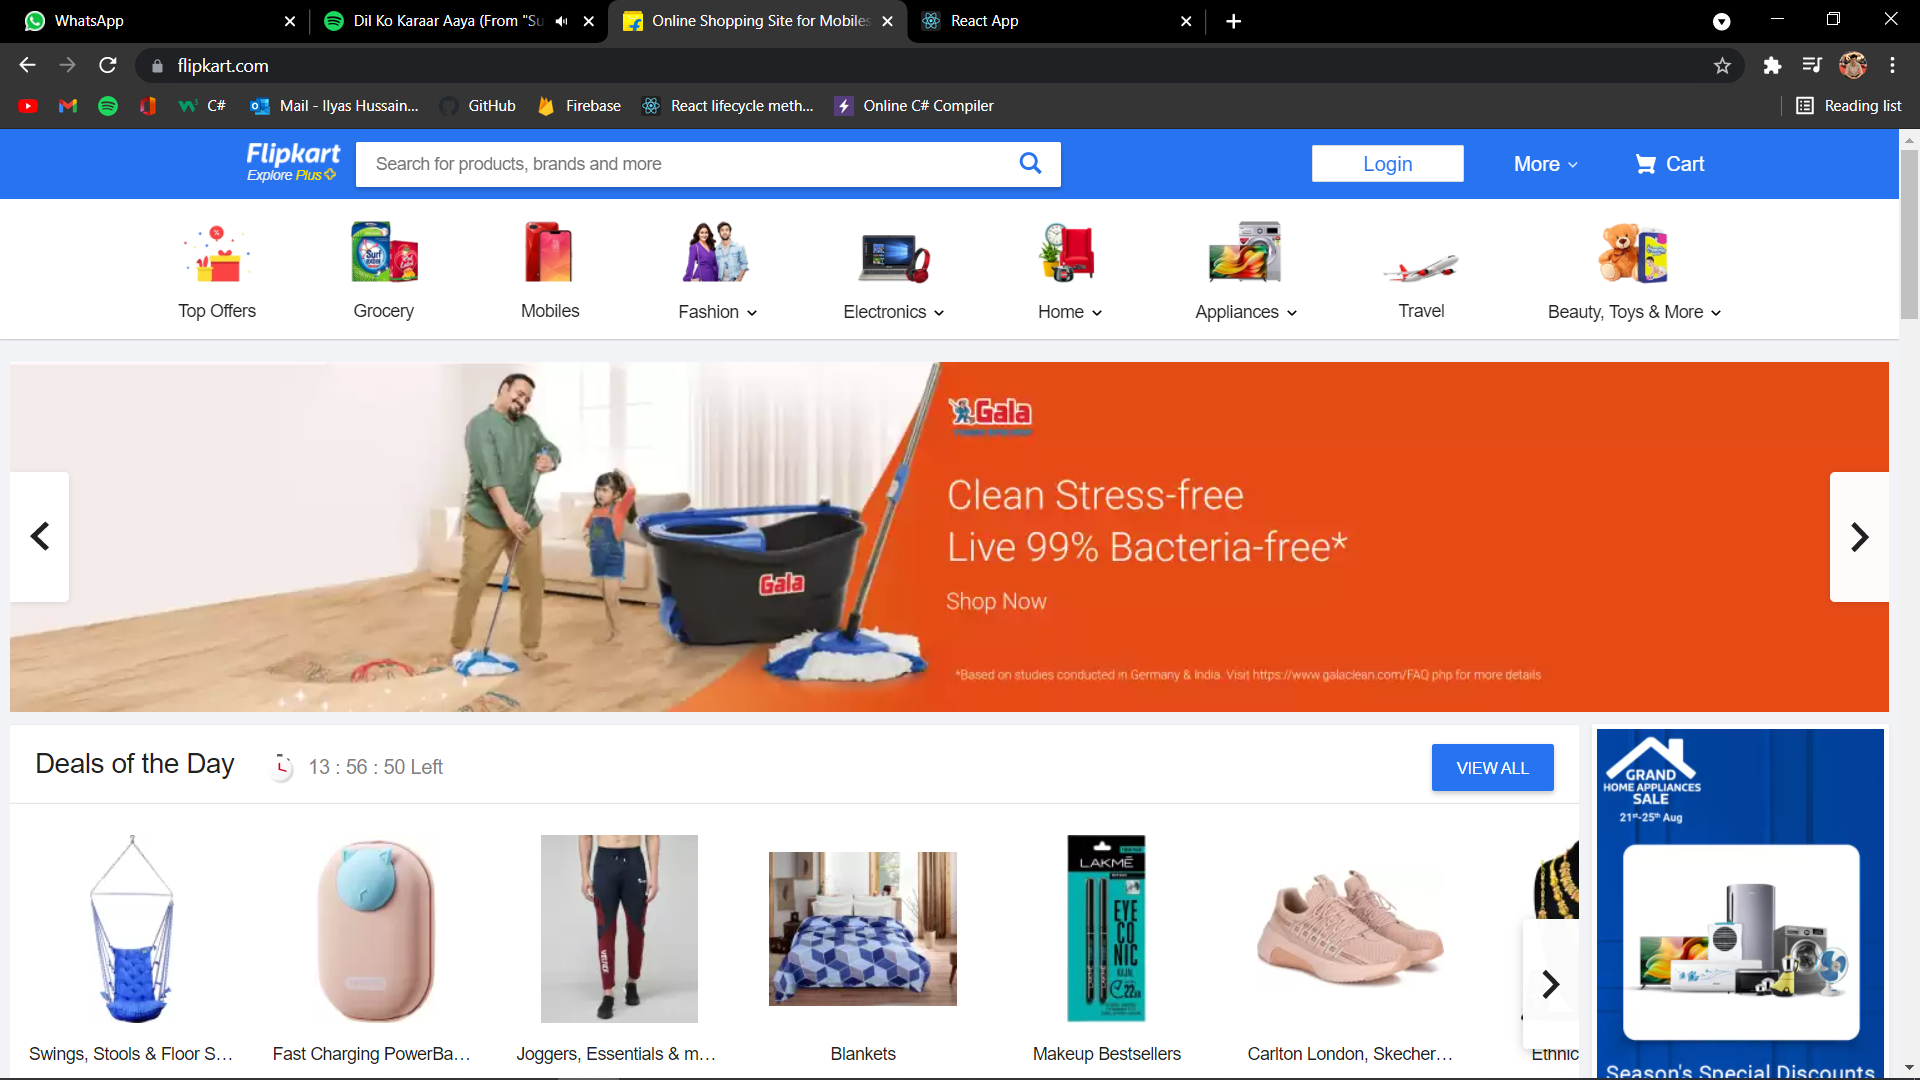 WhatsApp
Dil Ko Karaar Aaya (From "Su
Online Shopping Site for Mobiles
React App
flipkart.com
C#
Mail - Ilyas Hussain...
GitHub
Firebase
React lifecycle meth...
Online C# Compiler
Reading list
Flipkart
Explore Plus
Search for products, brands and more
Login
More
Cart
Surf excel
Top Offers
Grocery
Mobiles
Fashion
Electronics
Home
Appliances
Travel
Beauty, Toys & More
Gala
Clean Stress-free
Live 99% Bacteria-free*
Shop Now
Gala
*Based on studies conducted in Germany & India. Visit https://www.galaclean.com/FAQ php for more details
Deals of the Day
13 : 56 : 50 Left
VIEW ALL
GRAND
HOME APPLIANCES
SALE
21st-25th Aug
LAKMÉ
EYE
CO
NIC
KAJAL
22HR
Swings, Stools & Floor S...
Fast Charging PowerBa...
Joggers, Essentials & m...
Blankets
Makeup Bestsellers
Carlton London, Skecher...
Ethnic
Season's Special Discounts